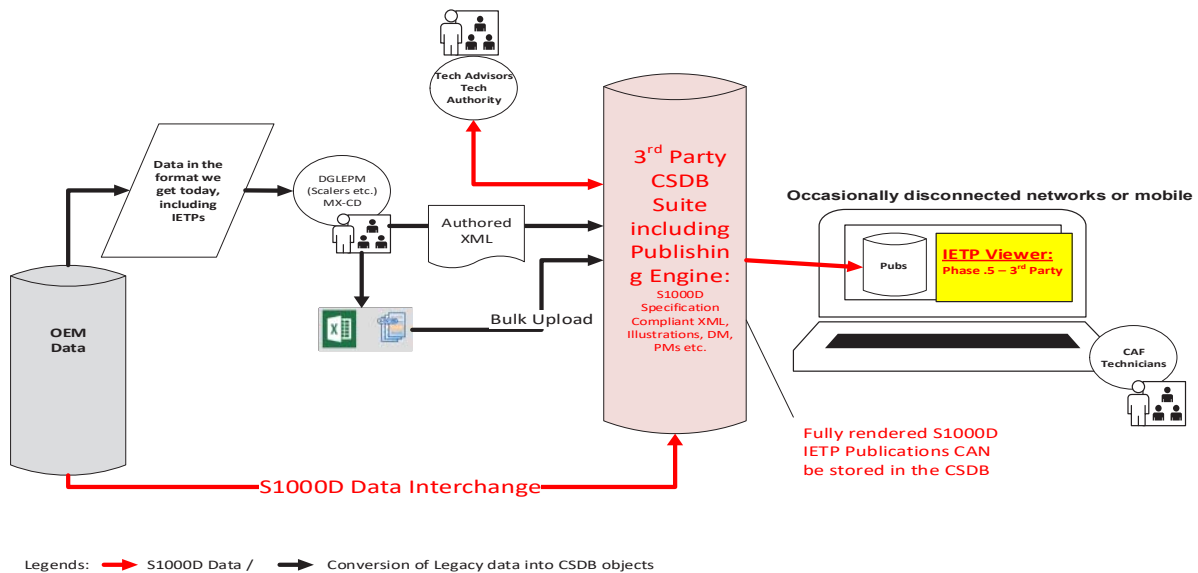 Tech Advisors
Tech
Authority
Data in the
format we
get today,
including
IETPs
DGLEPM
(Scalers etc.)
MX-CD
Authored
XML
Bulk Upload
OEM
Data
3rd Party
CSDB
Suite
including
Publishin
g Engine:
S1000D
Specification
Compliant XML,
Illustrations, DM,
PMs etc.
Occasionally disconnected networks or mobile
Pubs
IETP Viewer:
Phase .5 – 3rd Party
CAF
Technicians
Fully rendered S1000D
IETP Publications CAN
be stored in the CSDB
S1000D Data Interchange
Legends: S1000D Data / Conversion of Legacy data into CSDB objects